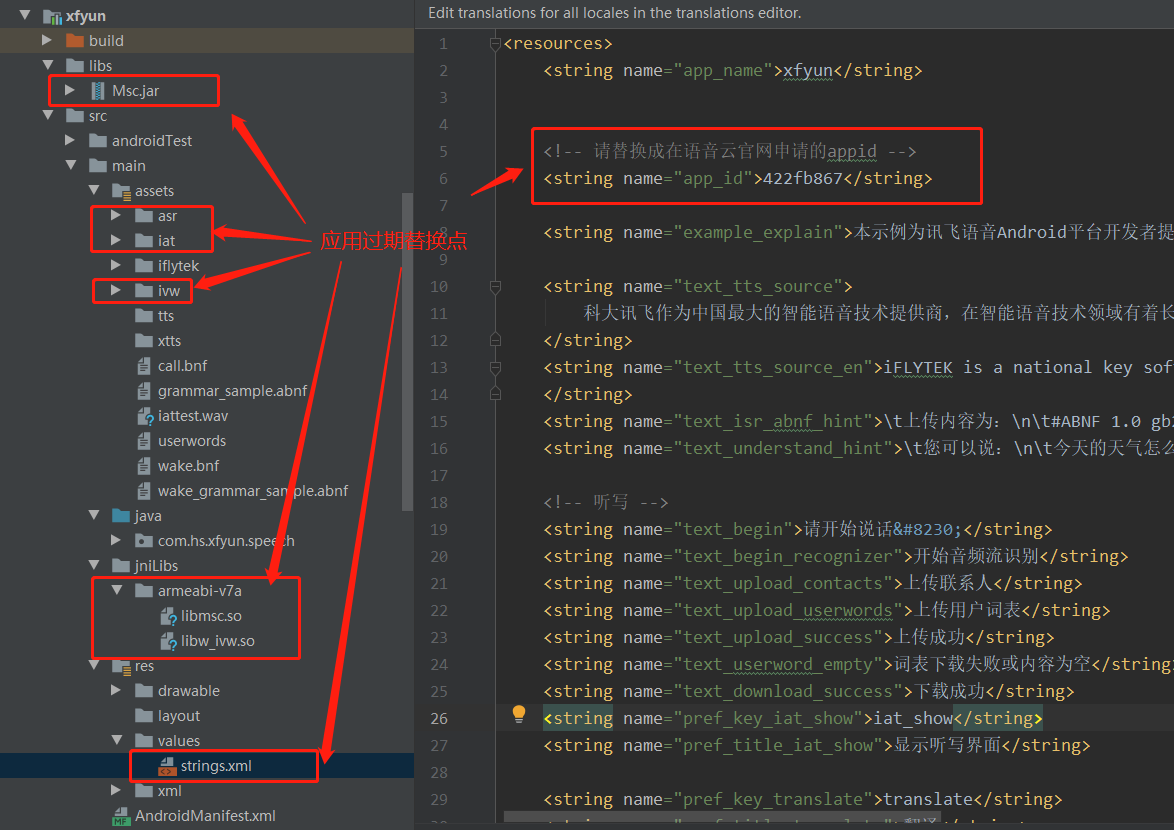 xfyun
build
libs
Msc.jar
src
androidTest
main
assets
asr
iat
iflytek
ivw
tts
xtts
call.bnf
grammar_sample.abnf
iattest.wav
userwords
wake.bnf
wake_grammar_sample.abnf
java
com.hs.xfyun.speech
jniLibs
armeabi-v7a
libmsc.so
libw_ivw.so
res
drawable
layout
values
strings.xml
xml
AndroidManifest.xml
应用过期替换点
Edit translations for all locales in the translations editor.
1 <resources>
2 <string name="app_name">xfyun</string>
3
4
5 <!-- 请替换成在语音云官网申请的appid -->
6 <string name="app_id">422fb867</string>
7
8 <string name="example_explain">本示例为讯飞语音Android平台开发者提
9
10 <string name="text_tts_source">
11 科大讯飞作为中国最大的智能语音技术提供商，在智能语音技术领域有着长
12 </string>
13 <string name="text_tts_source_en">iFLYTEK is a national key sof
14 </string>
15 <string name="text_isr_abnf_hint">\t上传内容为：\n\t#ABNF 1.0 gb2
16 <string name="text_understand_hint">\t您可以说：\n\t今天的天气怎么
17
18 <!-- 听写 -->
19 <string name="text_begin">请开始说话&#8230;</string>
20 <string name="text_begin_recognizer">开始音频流识别</string>
21 <string name="text_upload_contacts">上传联系人</string>
22 <string name="text_upload_userwords">上传用户词表</string>
23 <string name="text_upload_success">上传成功</string>
24 <string name="text_userword_empty">词表下载失败或内容为空</string>
25 <string name="text_download_success">下载成功</string>
26 <string name="pref_key_iat_show">iat_show</string>
27 <string name="pref_title_iat_show">显示听写界面</string>
28
29 <string name="pref_key_translate">translate</string>